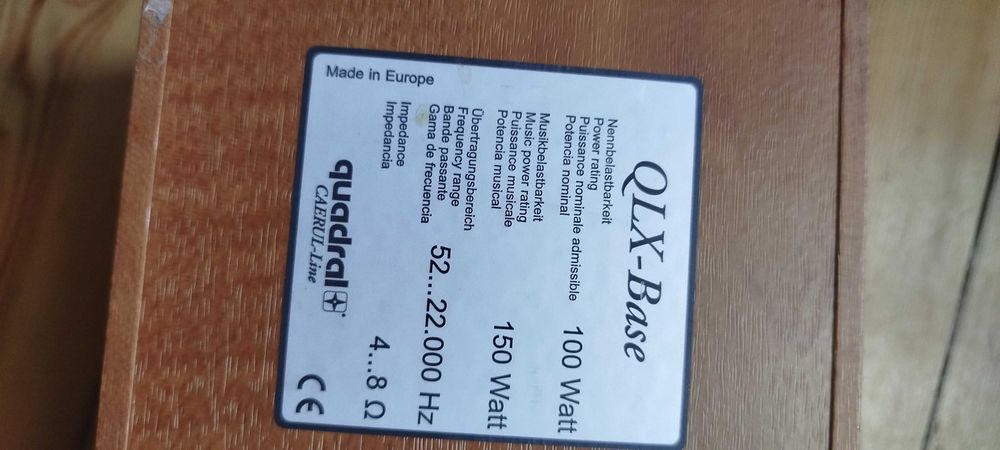 QLX-Base
Nennbelastbarkeit
Power rating
Puissance nominale admissible
Potencia nominal
100 Watt
Musikbelastbarkeit
Music power rating
Puissance musicale
Potencia musical
150 Watt
Übertragungsbereich
Frequency range
Bande passante
Gama de frecuencia
52...22.000 Hz
Impedance
Impedancia
4...8 Ω
quadral
CAERUL-Line
CE
Made in Europe